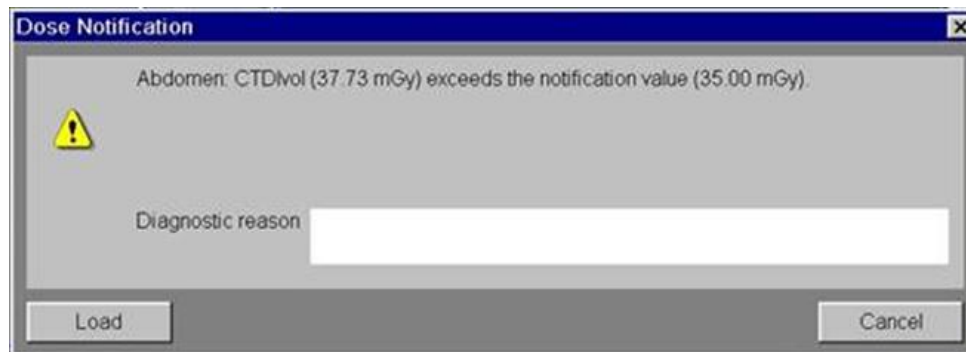 Dose Notification
Abdomen: CTDIvol (37.73 mGy) exceeds the notification value (35.00 mGy).
Diagnostic reason
Load
Cancel